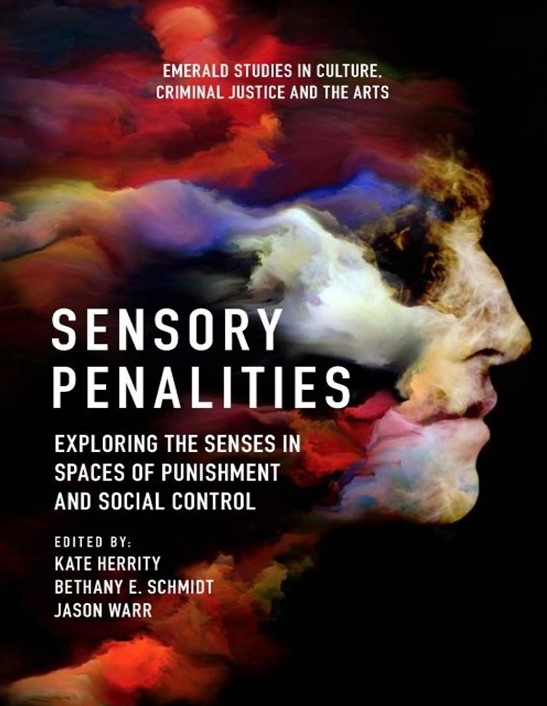 EMERALD STUDIES IN CULTURE,
CRIMINAL JUSTICE AND THE ARTS
SENSORY
PENALITIES
EXPLORING THE SENSES IN
SPACES OF PUNISHMENT
AND SOCIAL CONTROL
EDITED BY:
KATE HERRITY
BETHANY E. SCHMIDT
JASON WARR